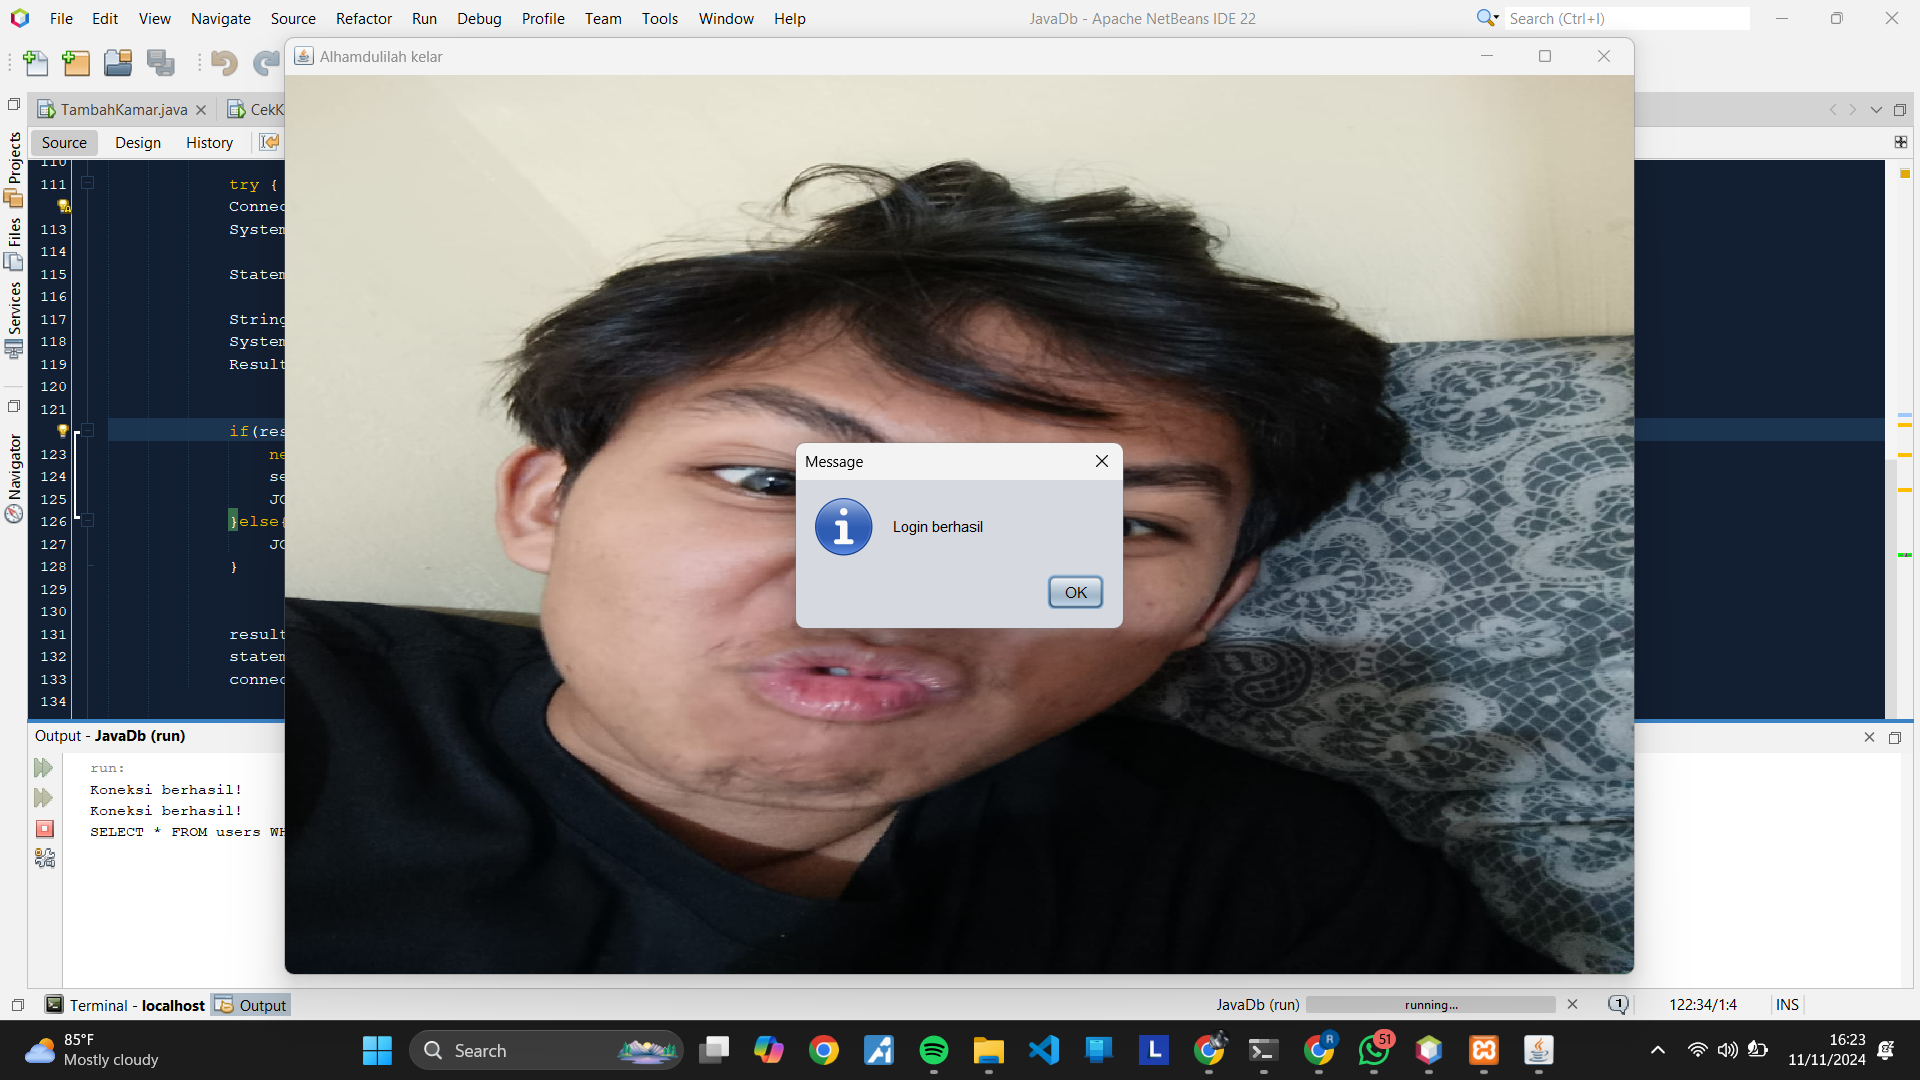 File Edit View Navigate Source Refactor Run Debug Profile Team Tools Window Help
JavaDb - Apache NetBeans IDE 22
Search (Ctrl+I)
Alhamdulilah kelar
TambahKamar.java
CekK
Source Design History
Projects
Files
Services
Navigator
110
111 try {
Connec
113 System
114
115 Statem
116
117 String
118 System
119 Result
120
121
if(res
123 ne
124 se
125 JO
126 }else{
127 JO
128 }
129
130
131 result
132 statem
133 connec
134
Message
Login berhasil
OK
Output - JavaDb (run)
run:
Koneksi berhasil!
Koneksi berhasil!
SELECT * FROM users WH
Terminal - localhost Output
JavaDb (run) running... 1 122:34/1:4 INS
85°F
Mostly cloudy
Search
L
R
51
16:23
11/11/2024